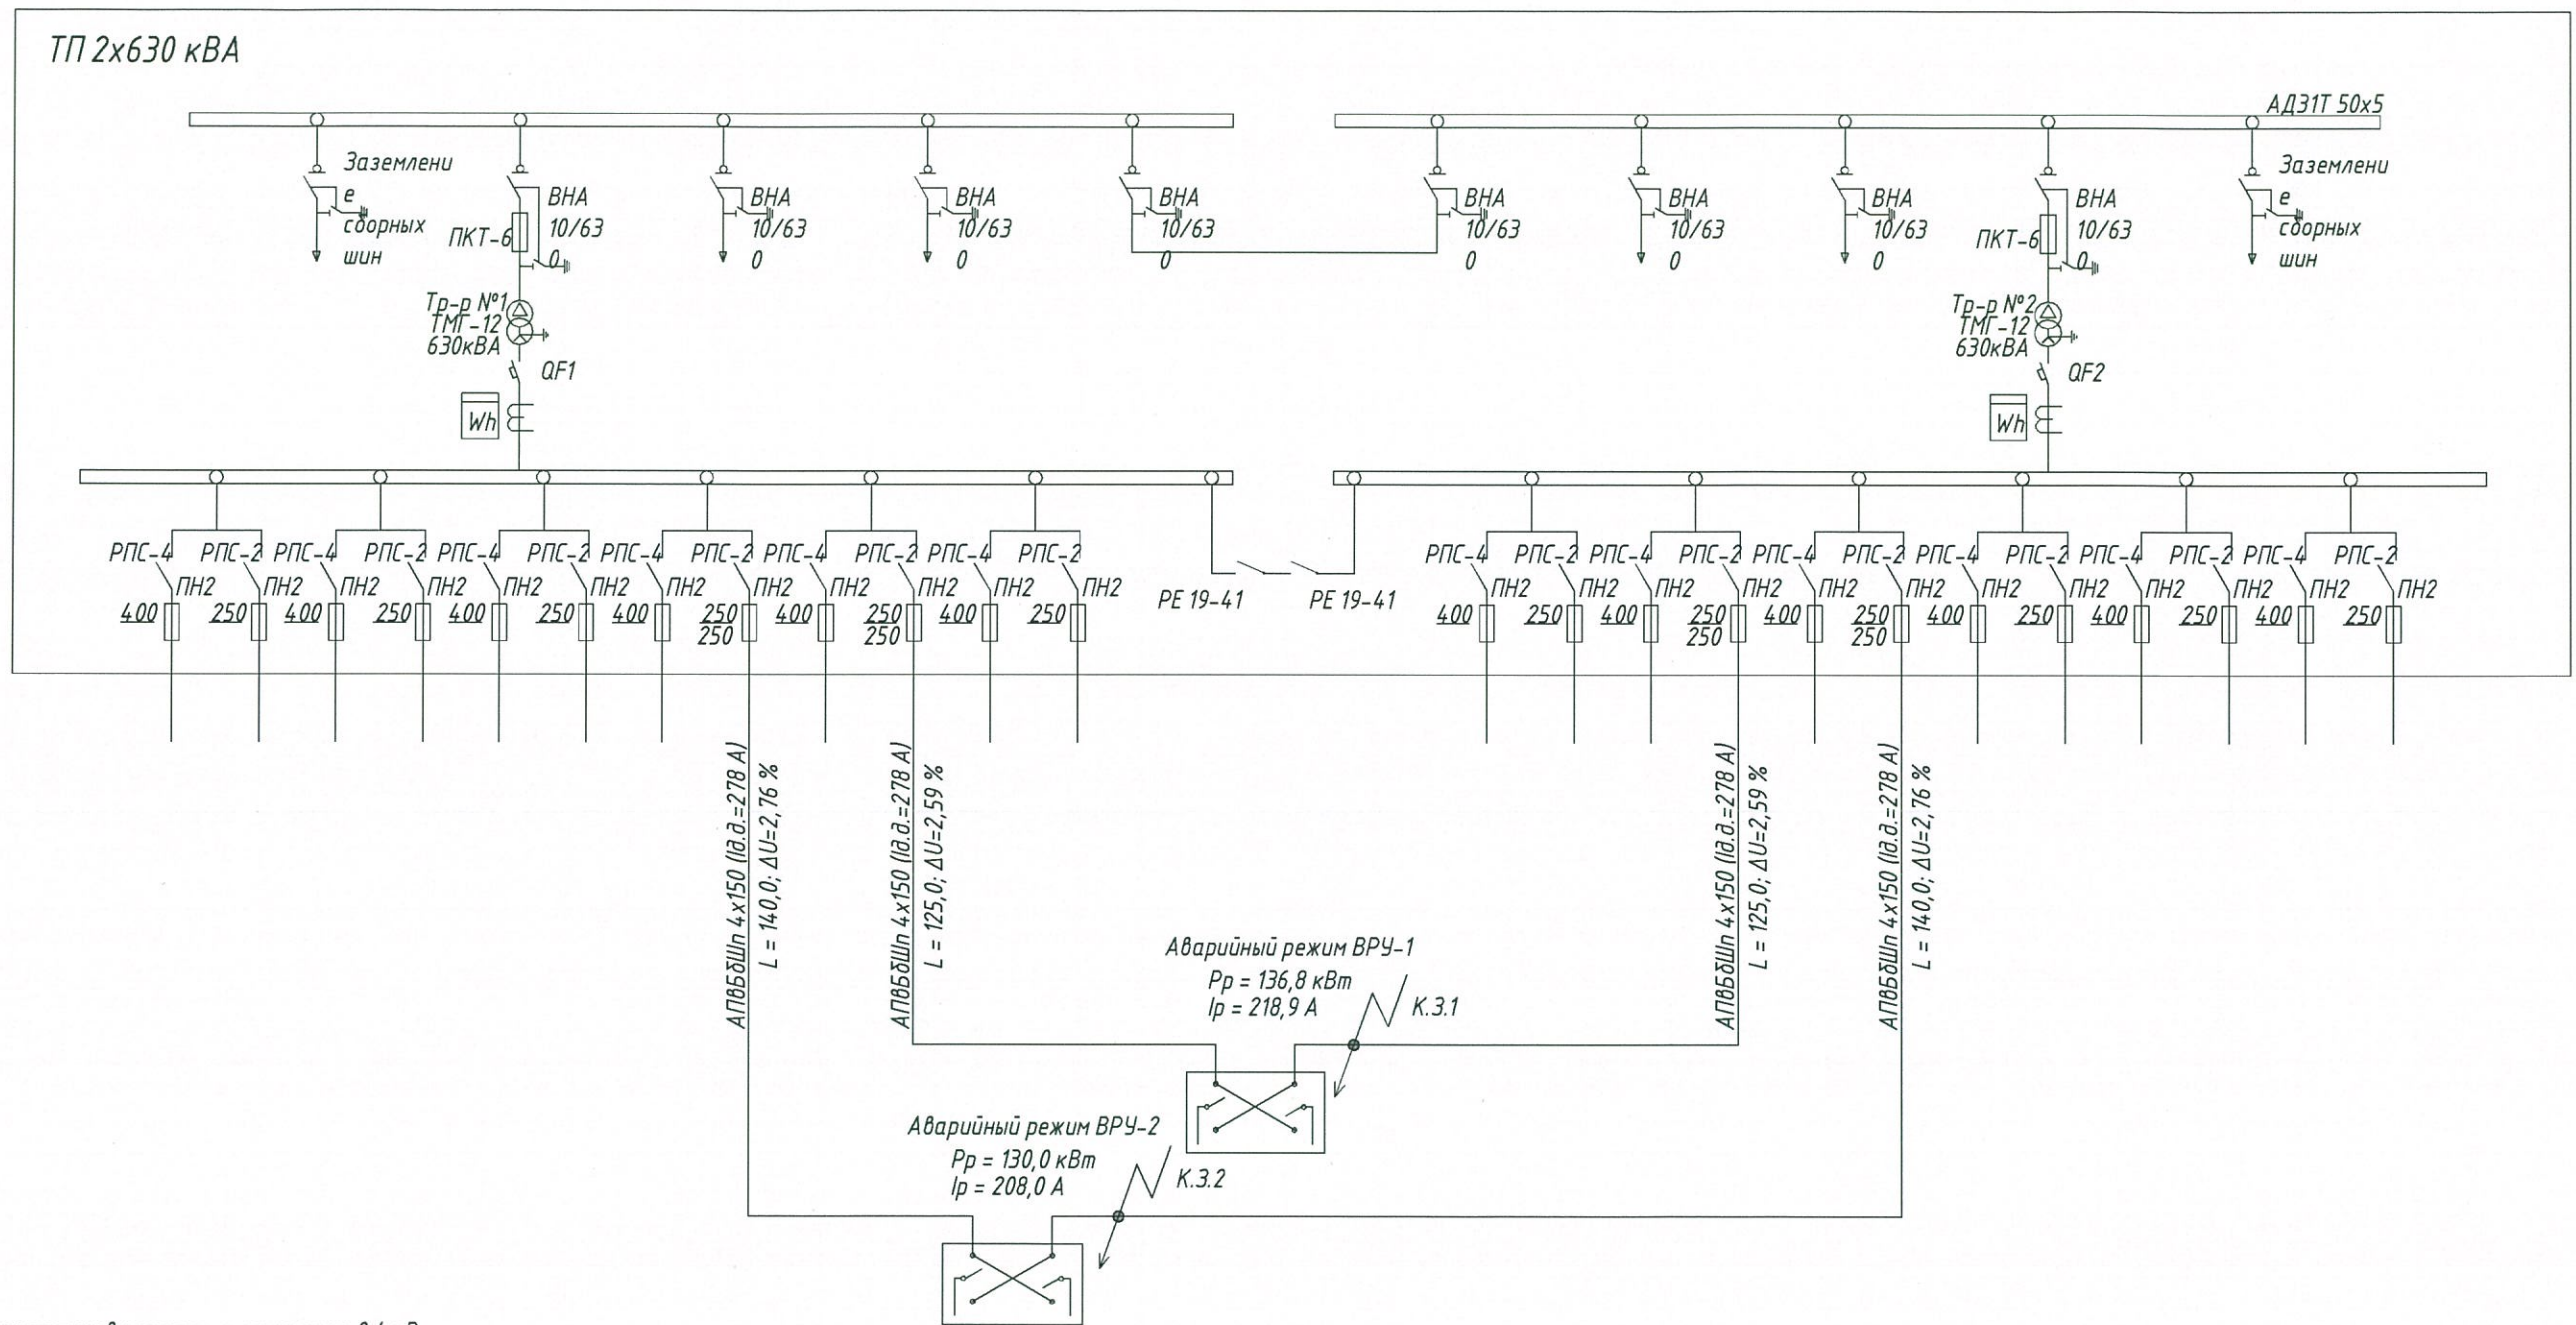 ТП 2х630 кВА
АД31Т 50х5
Заземлени
е
сборных
шин
ПКТ-6
ВНА
10/63
0
ВНА
10/63
0
ВНА
10/63
0
ВНА
10/63
0
ВНА
10/63
0
ВНА
10/63
0
ВНА
10/63
0
ПКТ-6
ВНА
10/63
0
Заземлени
е
сборных
шин
Тр-р №1
ТМГ-12
630кВА
QF1
Wh
Тр-р №2
ТМГ-12
630кВА
QF2
Wh
РПС-4 РПС-2 РПС-4 РПС-2 РПС-4 РПС-2 РПС-4 РПС-2 РПС-4 РПС-2 РПС-4 РПС-2
ПН2 ПН2 ПН2 ПН2 ПН2 ПН2 ПН2 ПН2 ПН2 ПН2 ПН2 ПН2
400 250 400 250 400 250 400 250 400 250 400 250
250 250
РЕ 19-41 РЕ 19-41
РПС-4 РПС-2 РПС-4 РПС-2 РПС-4 РПС-2 РПС-4 РПС-2 РПС-4 РПС-2 РПС-4 РПС-2
ПН2 ПН2 ПН2 ПН2 ПН2 ПН2 ПН2 ПН2 ПН2 ПН2 ПН2 ПН2
400 250 400 250 400 250 400 250 400 250 400 250
250 250
АПвБбШп 4х150 (Iд.д.=278 А)
L = 140,0; ΔU=2,76 %
АПвБбШп 4х150 (Iд.д.=278 А)
L = 125,0; ΔU=2,59 %
АПвБбШп 4х150 (Iд.д.=278 А)
L = 125,0; ΔU=2,59 %
АПвБбШп 4х150 (Iд.д.=278 А)
L = 140,0; ΔU=2,76 %
Аварийный режим ВРУ-1
Рр = 136,8 кВт
Iр = 218,9 А
К.З.1
Аварийный режим ВРУ-2
Рр = 130,0 кВт
Iр = 208,0 А
К.З.2